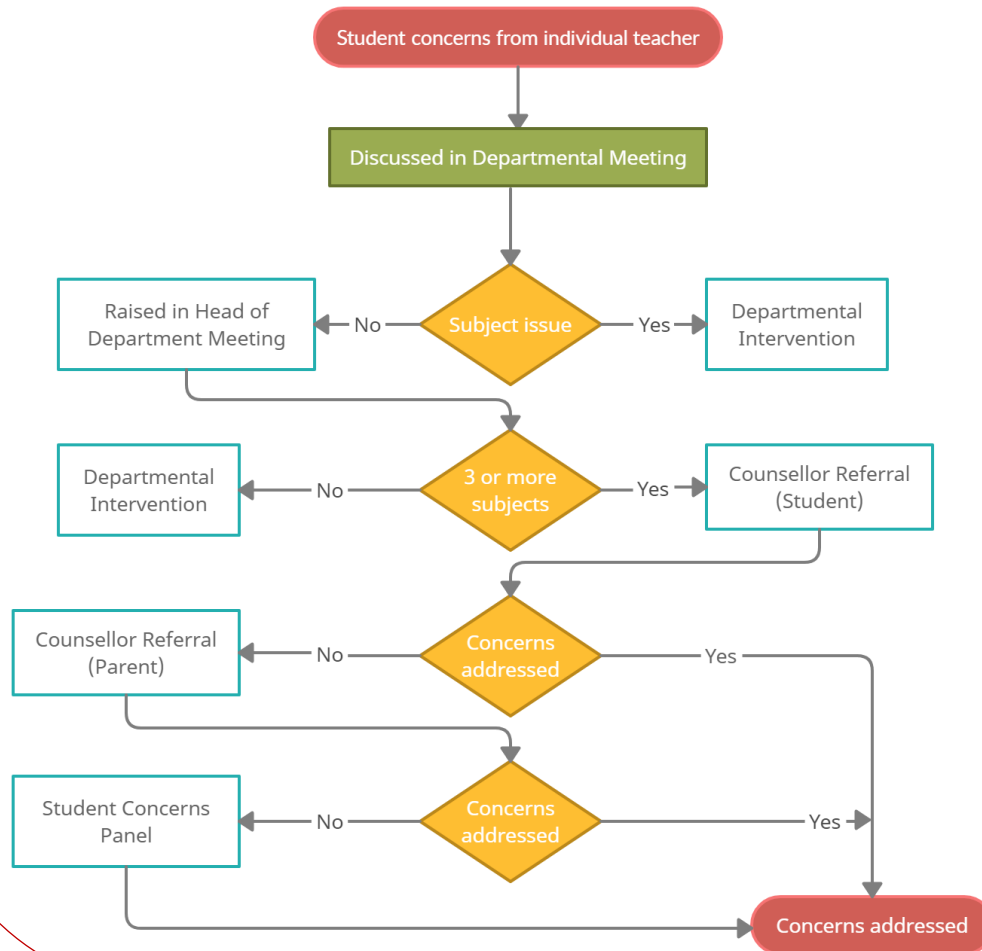 Student concerns from individual teacher
Discussed in Departmental Meeting
Raised in Head of
Department Meeting
No
Subject issue
Yes
Departmental
Intervention
Departmental
Intervention
No
3 or more
subjects
Yes
Counsellor Referral
(Student)
Counsellor Referral
(Parent)
No
Concerns
addressed
Yes
Student Concerns
Panel
No
Concerns
addressed
Yes
Concerns addressed